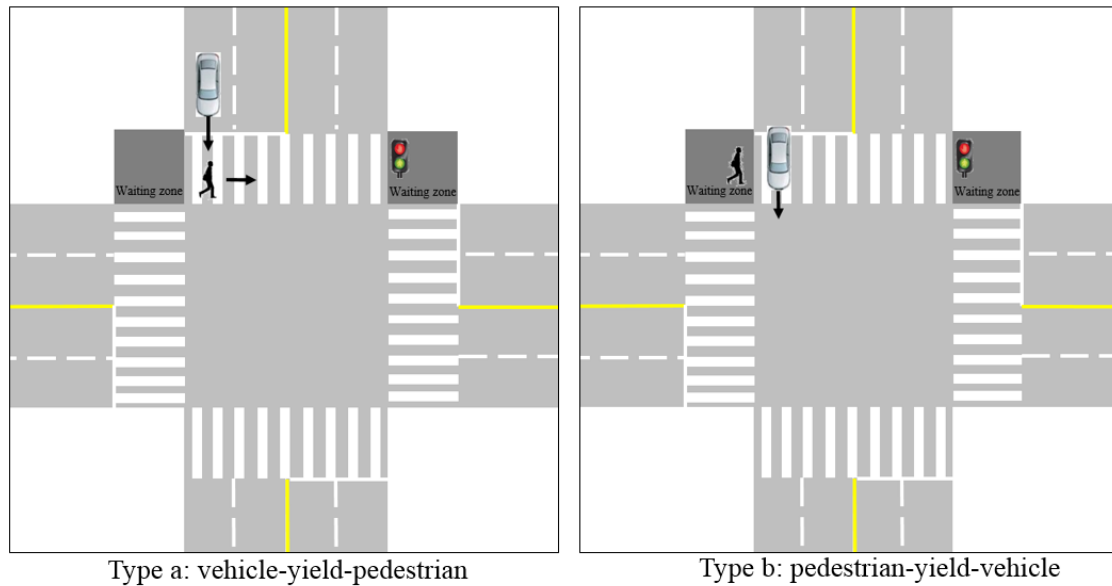 Waiting zone
Waiting zone
Waiting zone
Waiting zone
Type a: vehicle-yield-pedestrian
Type b: pedestrian-yield-vehicle